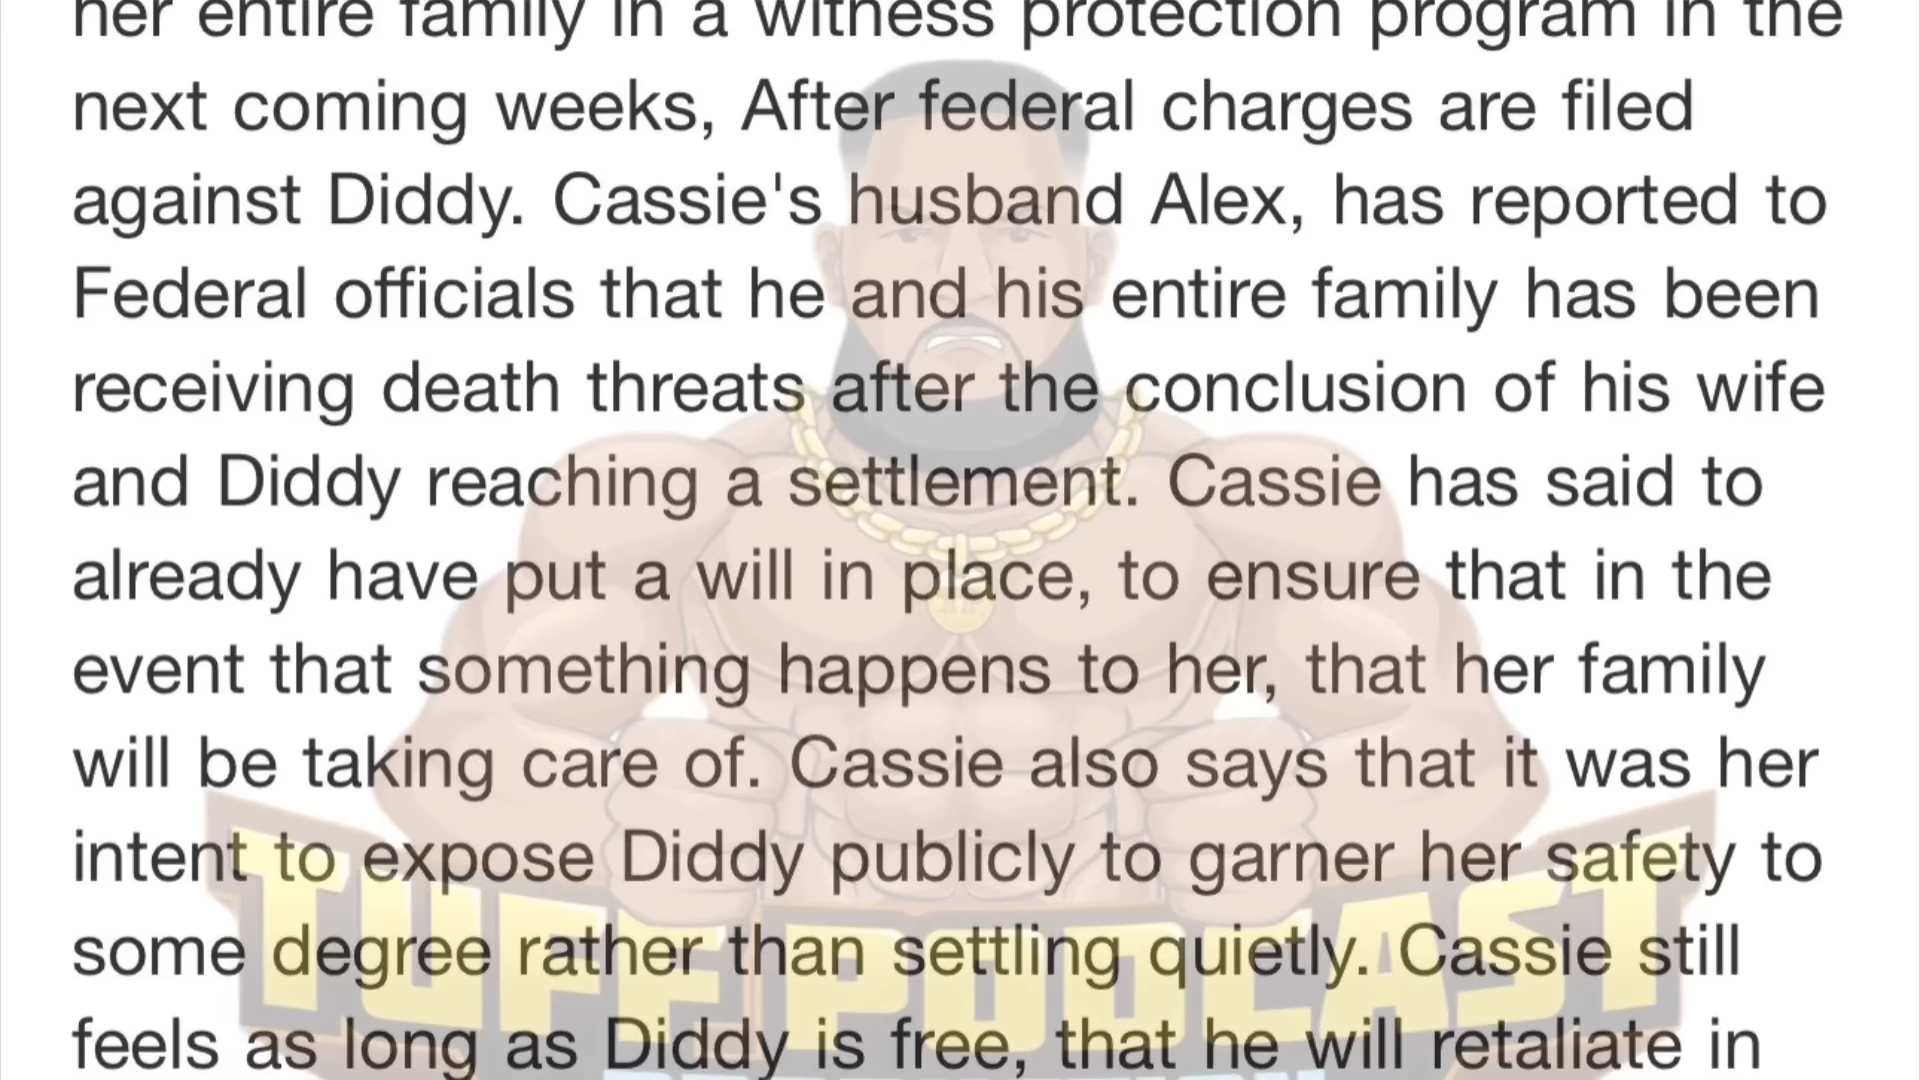 her entire family in a witness protection program in the
next coming weeks, After federal charges are filed
against Diddy. Cassie's husband Alex, has reported to
Federal officials that he and his entire family has been
receiving death threats after the conclusion of his wife
and Diddy reaching a settlement. Cassie has said to
already have put a will in place, to ensure that in the
event that something happens to her, that her family
will be taking care of. Cassie also says that it was her
intent to expose Diddy publicly to garner her safety to
some degree rather than settling quietly. Cassie still
feels as long as Diddy is free, that he will retaliate in
TUFF PODCAST